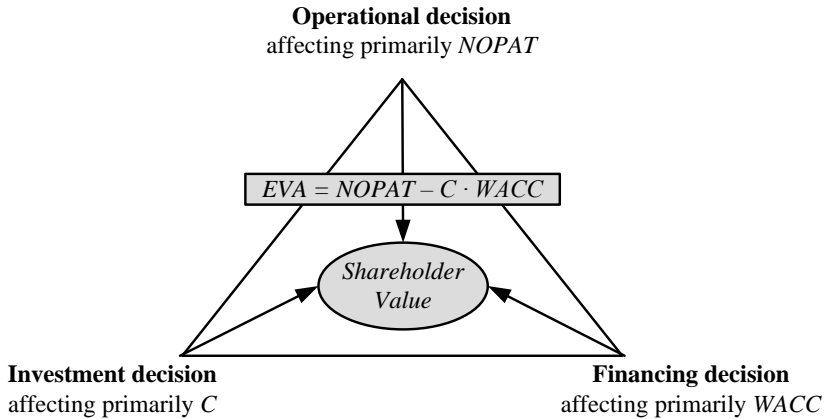 Operational decision
affecting primarily NOPAT
EVA = NOPAT – C · WACC
Shareholder
Value
Investment decision
affecting primarily C
Financing decision
affecting primarily WACC